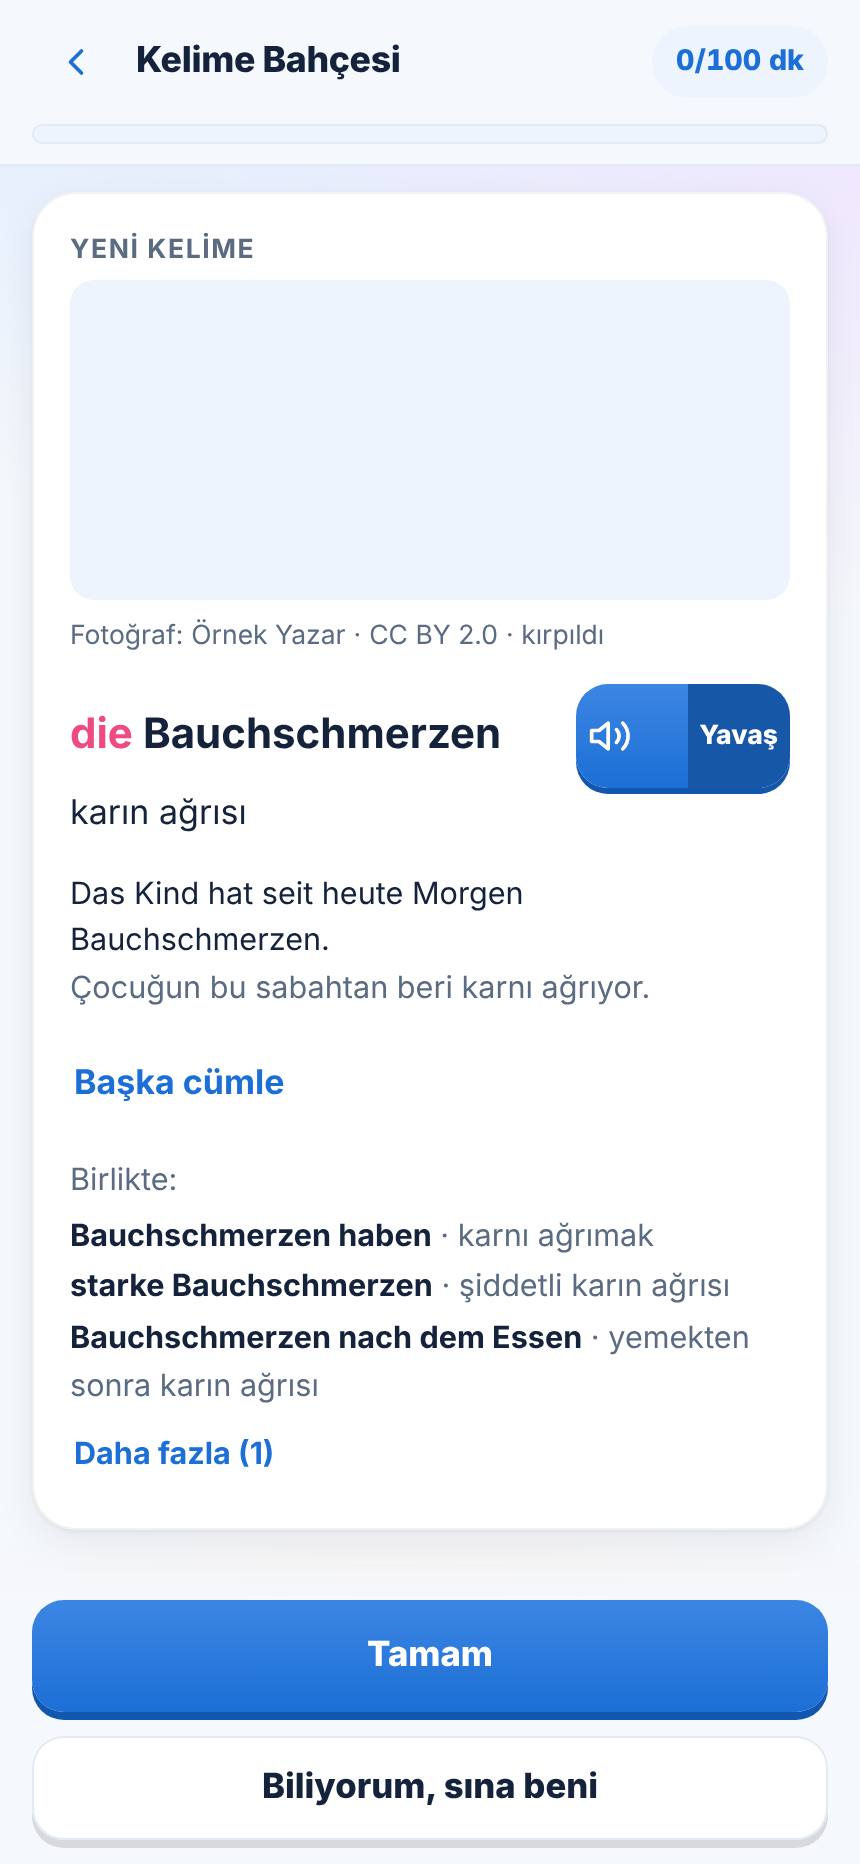 Kelime Bahçesi
0/100 dk
YENİ KELİME
Fotoğraf: Örnek Yazar · CC BY 2.0 · kırpıldı
die Bauchschmerzen
Yavaş
karın ağrısı
Das Kind hat seit heute Morgen
Bauchschmerzen.
Çocuğun bu sabahtan beri karnı ağrıyor.
Başka cümle
Birlikte:
Bauchschmerzen haben · karnı ağrımak
starke Bauchschmerzen · şiddetli karın ağrısı
Bauchschmerzen nach dem Essen · yemekten
sonra karın ağrısı
Daha fazla (1)
Tamam
Biliyorum, sına beni